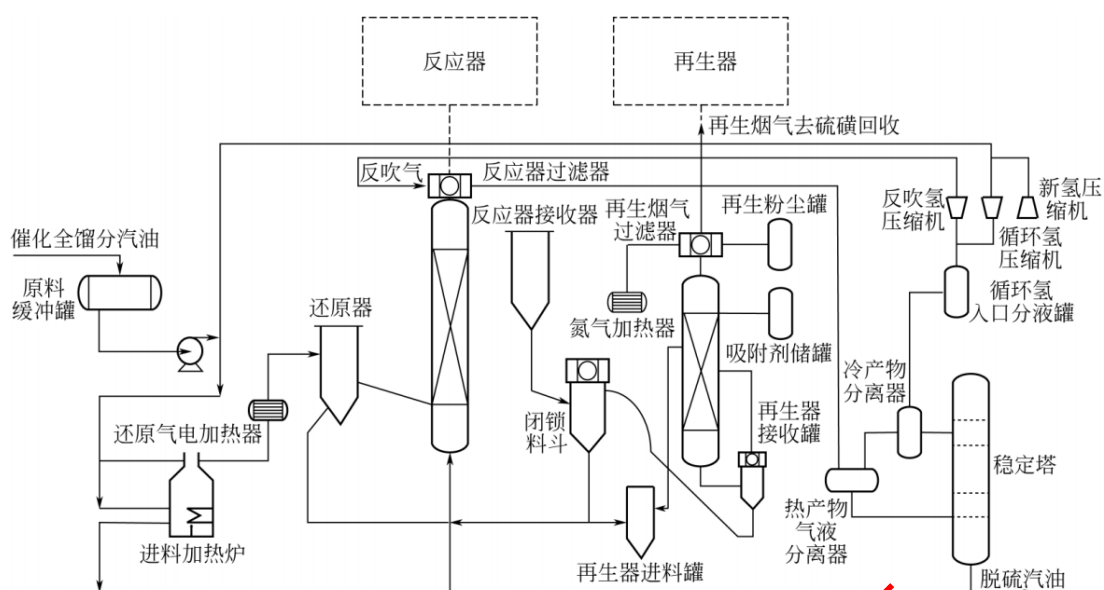 反应器
再生器
再生烟气去硫磺回收
反吹气
反应器过滤器
反应器接收器
再生烟气
过滤器
再生粉尘罐
反吹氢
压缩机
新氢压
缩机
循环氢
压缩机
催化全馏分汽油
原料
缓冲罐
还原器
氮气加热器
吸附剂储罐
循环氢
入口分液罐
冷产物
分离器
还原气电加热器
闭锁
料斗
再生器
接收罐
稳定塔
热产物
气液
分离器
进料加热炉
再生器进料罐
脱硫汽油